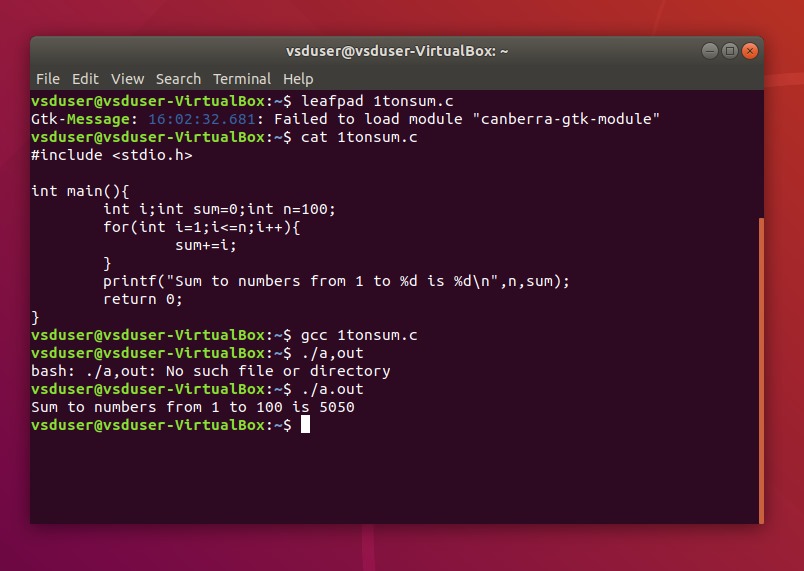 vsduser@vsduser-VirtualBox: ~
File Edit View Search Terminal Help
vsduser@vsduser-VirtualBox:~$ leafpad 1tonsum.c
Gtk-Message: 16:02:32.681: Failed to load module "canberra-gtk-module"
vsduser@vsduser-VirtualBox:~$ cat 1tonsum.c
#include <stdio.h>

int main(){
        int i;int sum=0;int n=100;
        for(int i=1;i<=n;i++){
                sum+=i;
        }
        printf("Sum to numbers from 1 to %d is %d\n",n,sum);
        return 0;
}
vsduser@vsduser-VirtualBox:~$ gcc 1tonsum.c
vsduser@vsduser-VirtualBox:~$ ./a,out
bash: ./a,out: No such file or directory
vsduser@vsduser-VirtualBox:~$ ./a.out
Sum to numbers from 1 to 100 is 5050
vsduser@vsduser-VirtualBox:~$